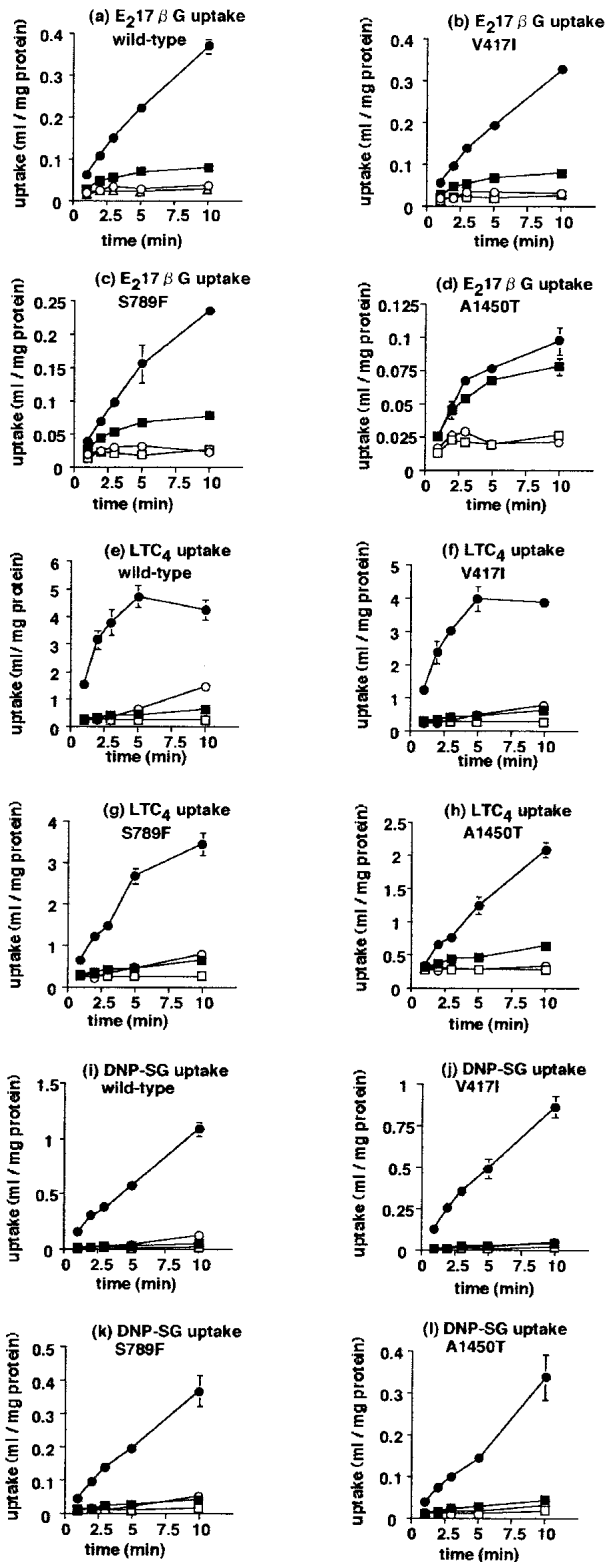 (a) E217 β G uptake
wild-type
uptake (ml / mg protein)
0.4
0.3
0.2
0.1
0
0 2.5 5 7.5 10
time (min)
(b) E217 β G uptake
V417I
uptake (ml / mg protein)
0.4
0.3
0.2
0.1
0
0 2.5 5 7.5 10
time (min)
(c) E217 β G uptake
S789F
uptake (ml / mg protein)
0.25
0.2
0.15
0.1
0.05
0
0 2.5 5 7.5 10
time (min)
(d) E217 β G uptake
A1450T
uptake (ml / mg protein)
0.125
0.1
0.075
0.05
0.025
0
0 2.5 5 7.5 10
time (min)
(e) LTC4 uptake
wild-type
uptake (ml / mg protein)
6
5
4
3
2
1
0
0 2.5 5 7.5 10
time (min)
(f) LTC4 uptake
V417I
uptake (ml / mg protein)
5
4
3
2
1
0
0 2.5 5 7.5 10
time (min)
(g) LTC4 uptake
S789F
uptake (ml / mg protein)
4
3
2
1
0
0 2.5 5 7.5 10
time (min)
(h) LTC4 uptake
A1450T
uptake (ml / mg protein)
2.5
2
1.5
1
0.5
0
0 2.5 5 7.5 10
time (min)
(i) DNP-SG uptake
wild-type
uptake (ml / mg protein)
1.5
1
0.5
0
0 2.5 5 7.5 10
time (min)
(j) DNP-SG uptake
V417I
uptake (ml / mg protein)
1
0.75
0.5
0.25
0
0 2.5 5 7.5 10
time (min)
(k) DNP-SG uptake
S789F
uptake (ml / mg protein)
0.5
0.4
0.3
0.2
0.1
0
0 2.5 5 7.5 10
time (min)
(l) DNP-SG uptake
A1450T
uptake (ml / mg protein)
0.4
0.3
0.2
0.1
0
0 2.5 5 7.5 10
time (min)